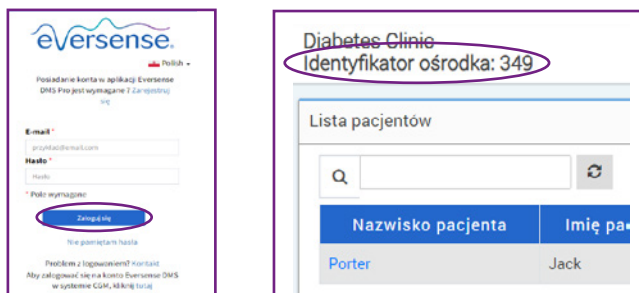 eversense.
Polish
Posiadanie konta w aplikacji Eversense
DMS Pro jest wymagane ? Zarejestruj
się
E-mail *
przyklad@email.com
Hasło *
Hasło
* Pole wymagane
Zaloguj się
Nie pamiętam hasła
Problem z logowaniem? Kontakt
Aby zalogować się na konto Eversense DMS
w systemie CGM, kliknij tutaj
Diabetes Clinic
Identyfikator ośrodka: 349
Lista pacjentów
Nazwisko pacjenta Imię pa
Porter Jack